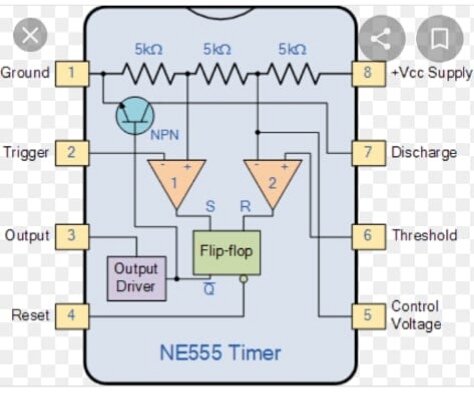 5kΩ 5kΩ 5kΩ
Ground 1
8 +Vcc Supply
NPN
Trigger 2
- +
1
- +
2
7 Discharge
S R
Output 3
Flip-flop
6 Threshold
Output
Driver
Q̅
Reset 4
5 Control
Voltage
NE555 Timer